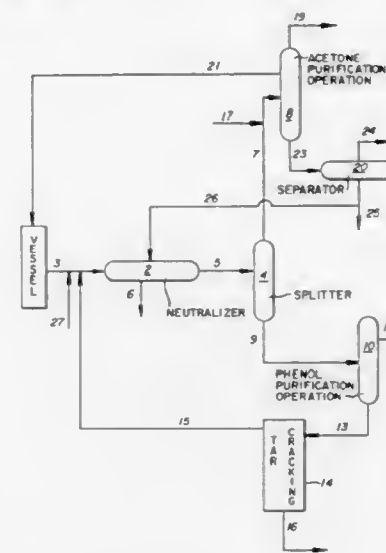 19
ACETONE
PURIFICATION
OPERATION
21
17
8
24
7
23
20
SEPARATOR
26
25
VESSEL
3
2
5
4
6
NEUTRALIZER
SPLITTER
27
9
10
PHENOL
PURIFICATION
OPERATION
15
13
TAR
CRACKING
14
16